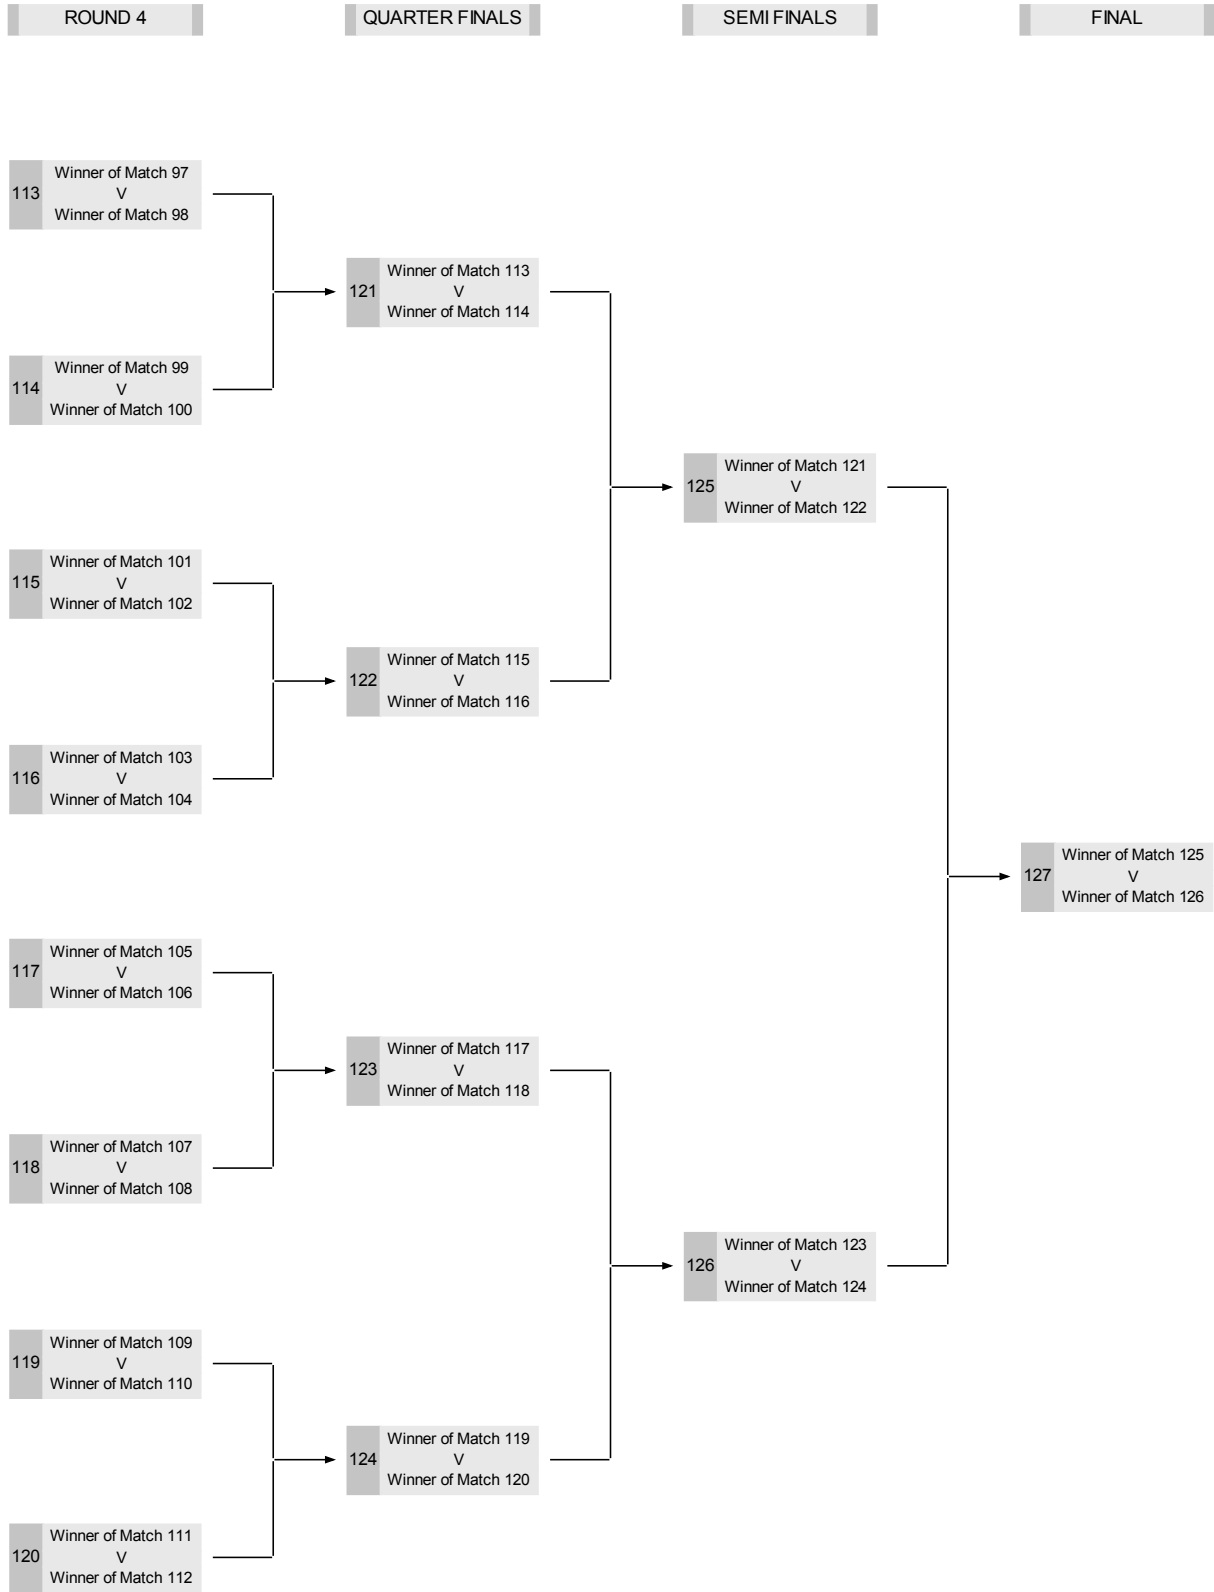 ROUND 4
QUARTER FINALS
SEMI FINALS
FINAL
113
Winner of Match 97
V
Winner of Match 98
114
Winner of Match 99
V
Winner of Match 100
115
Winner of Match 101
V
Winner of Match 102
116
Winner of Match 103
V
Winner of Match 104
117
Winner of Match 105
V
Winner of Match 106
118
Winner of Match 107
V
Winner of Match 108
119
Winner of Match 109
V
Winner of Match 110
120
Winner of Match 111
V
Winner of Match 112
121
Winner of Match 113
V
Winner of Match 114
122
Winner of Match 115
V
Winner of Match 116
123
Winner of Match 117
V
Winner of Match 118
124
Winner of Match 119
V
Winner of Match 120
125
Winner of Match 121
V
Winner of Match 122
126
Winner of Match 123
V
Winner of Match 124
127
Winner of Match 125
V
Winner of Match 126